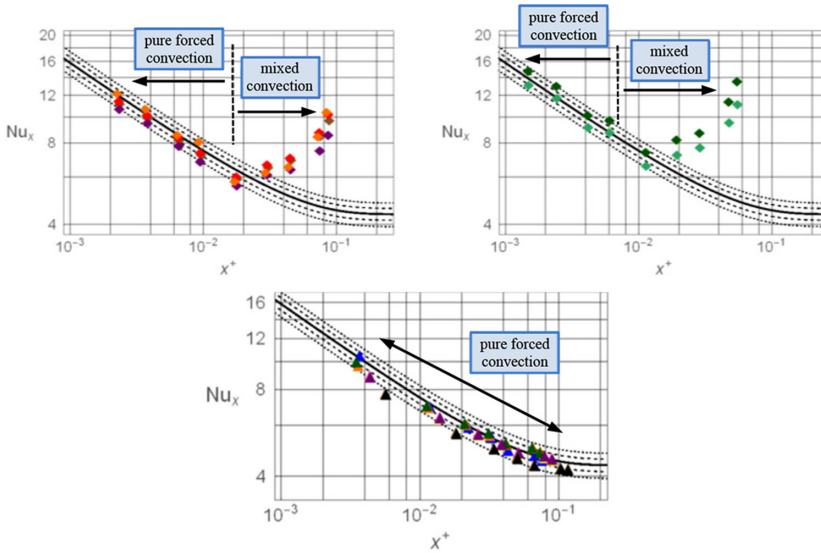 20
pure forced
convection
16
mixed
convection
12
Nuₓ
8
4
10⁻³
10⁻²
10⁻¹
x⁺
20
pure forced
convection
16
mixed
convection
12
Nuₓ
8
4
10⁻³
10⁻²
10⁻¹
x⁺
16
pure forced
convection
12
Nuₓ
8
4
10⁻³
10⁻²
10⁻¹
x⁺